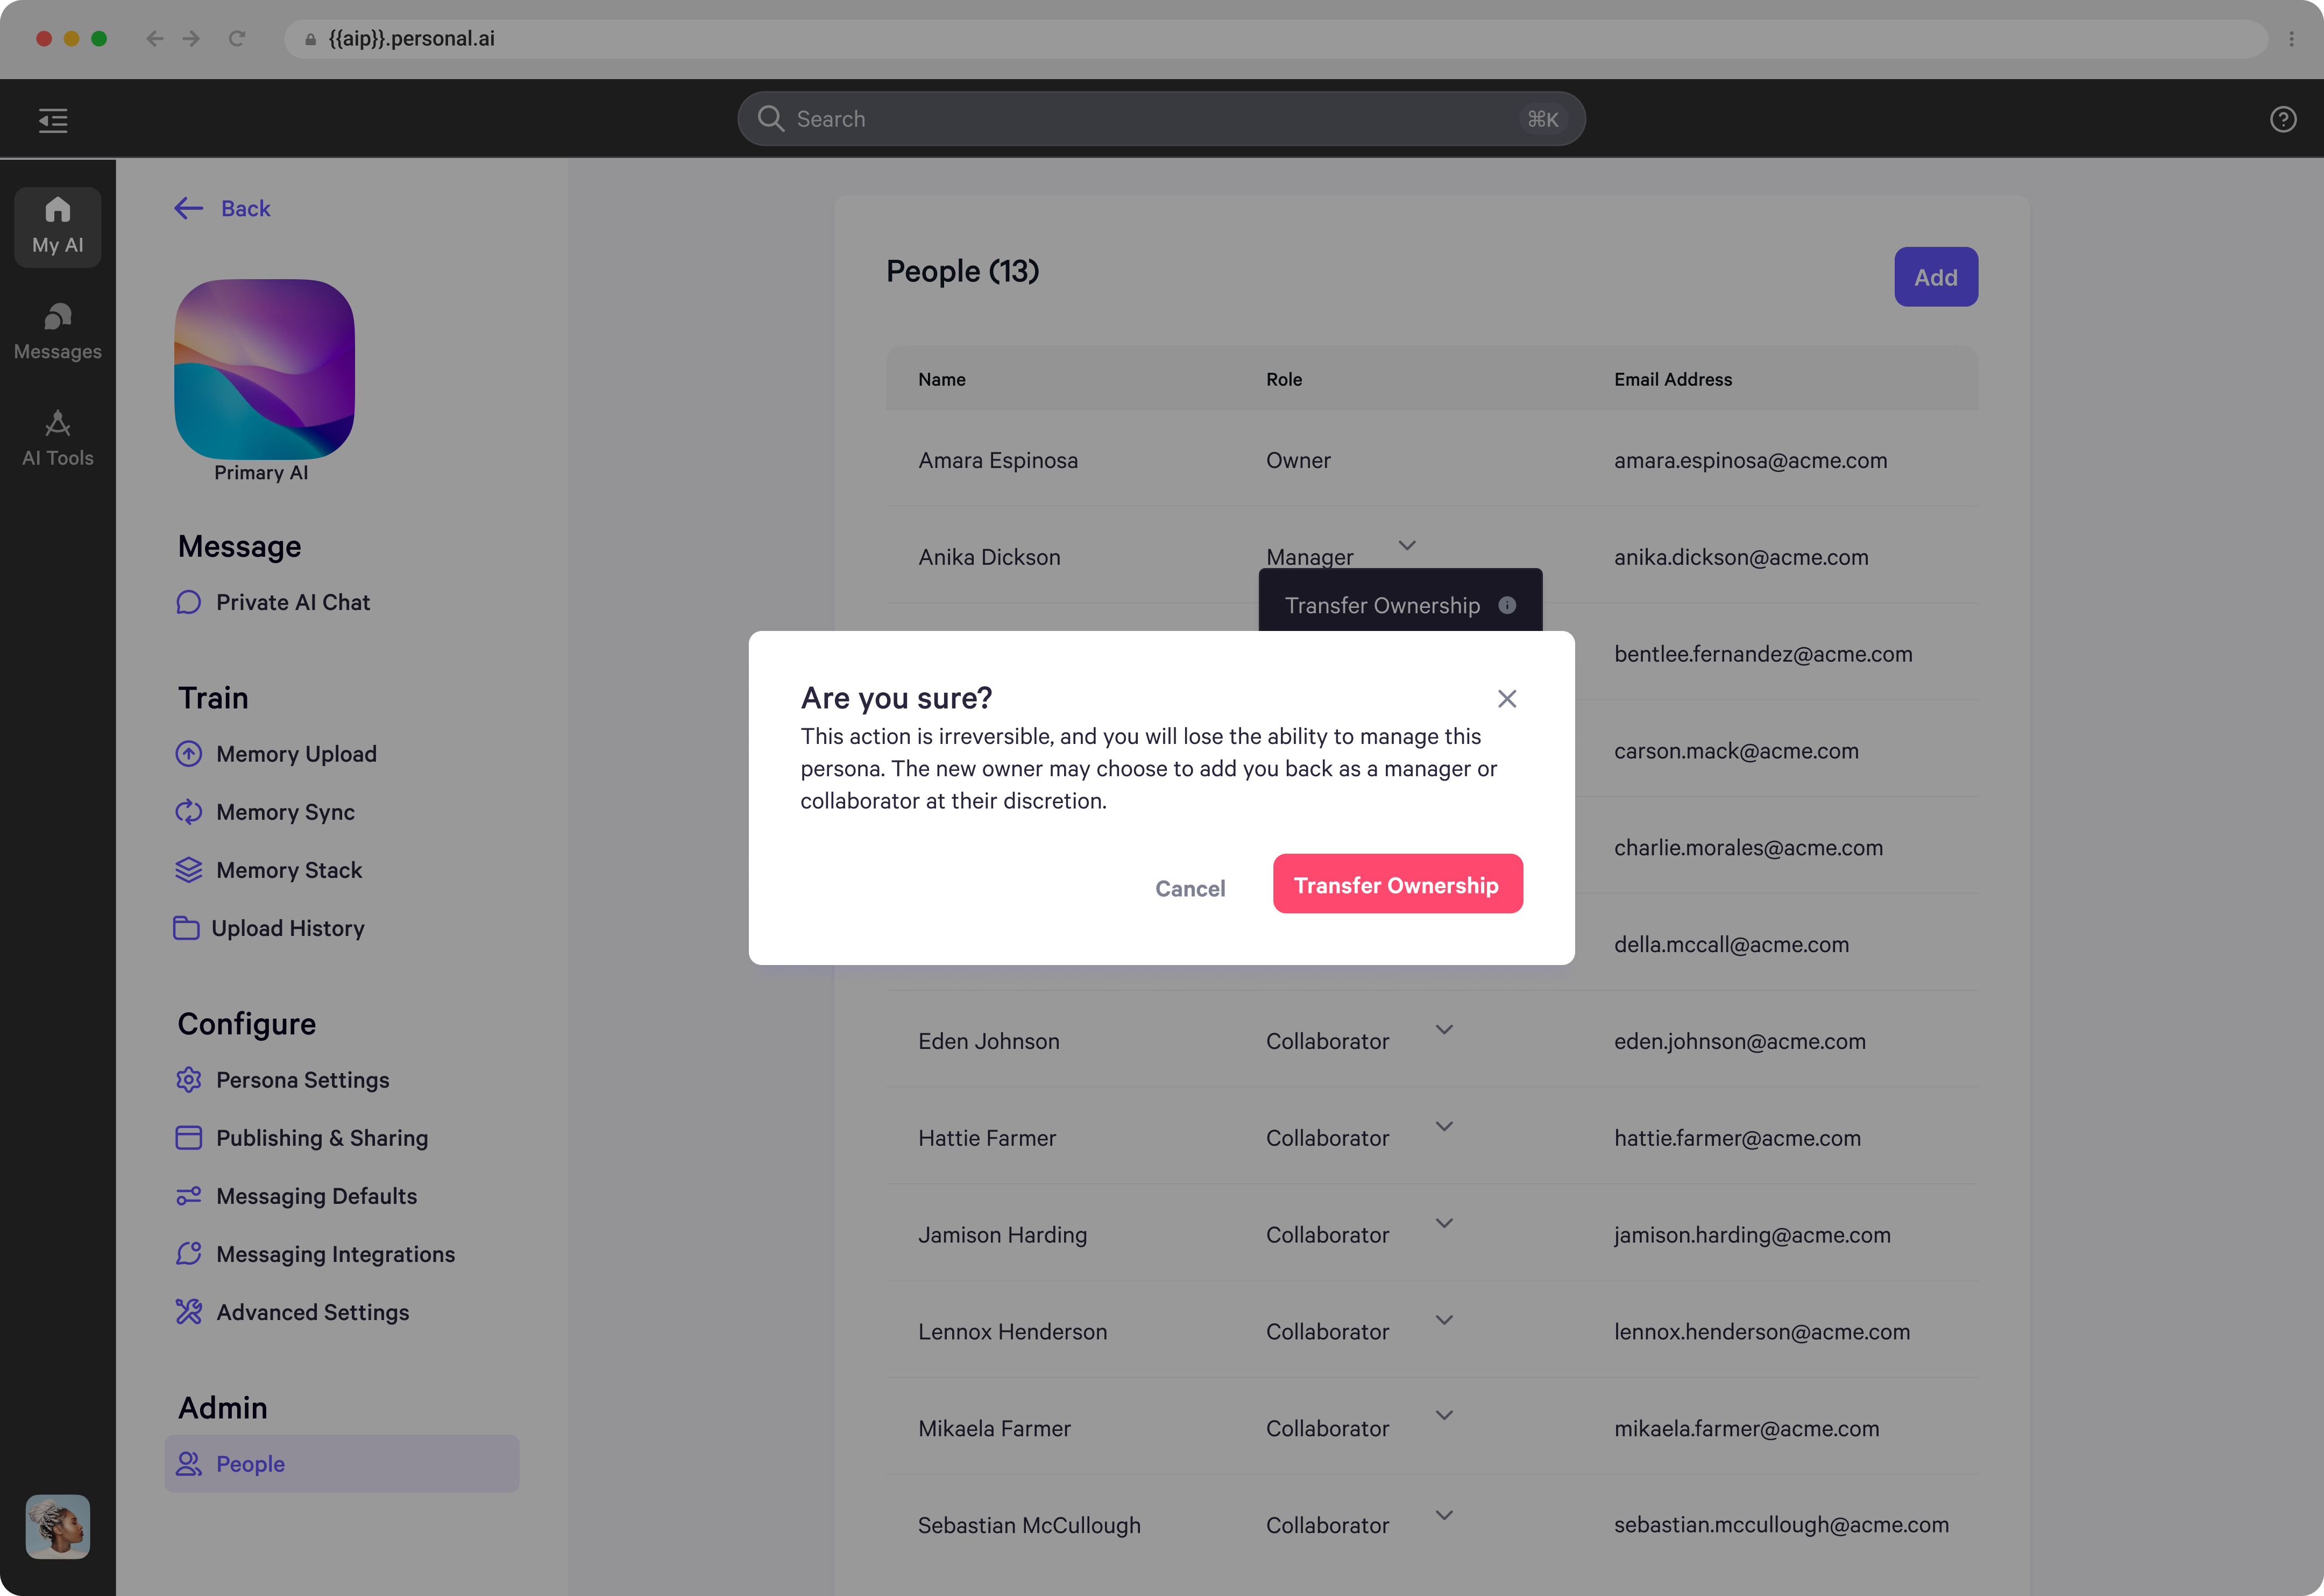 {{aip}}.personal.ai
Search
⌘K
My AI
Messages
AI Tools
Back
Primary AI
Message
Private AI Chat
Train
Memory Upload
Memory Sync
Memory Stack
Upload History
Configure
Persona Settings
Publishing & Sharing
Messaging Defaults
Messaging Integrations
Advanced Settings
Admin
People
People (13)
Add
Name Role Email Address
Amara Espinosa Owner amara.espinosa@acme.com
Anika Dickson Manager anika.dickson@acme.com
Transfer Ownership
bentlee.fernandez@acme.com
carson.mack@acme.com
charlie.morales@acme.com
della.mccall@acme.com
Are you sure?
This action is irreversible, and you will lose the ability to manage this
persona. The new owner may choose to add you back as a manager or
collaborator at their discretion.
Cancel
Transfer Ownership
Eden Johnson Collaborator eden.johnson@acme.com
Hattie Farmer Collaborator hattie.farmer@acme.com
Jamison Harding Collaborator jamison.harding@acme.com
Lennox Henderson Collaborator lennox.henderson@acme.com
Mikaela Farmer Collaborator mikaela.farmer@acme.com
Sebastian McCullough Collaborator sebastian.mccullough@acme.com